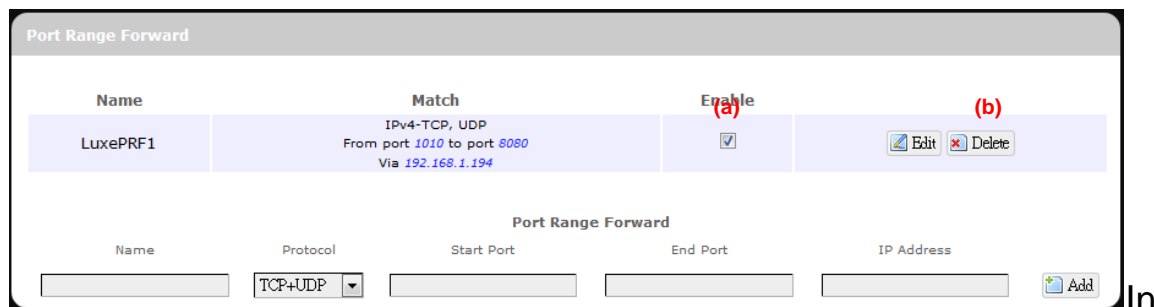 Port Range Forward
Name Match Enable
(a) (b)
LuxePRF1 IPv4-TCP, UDP
From port 1010 to port 8080
Via 192.168.1.194
Edit Delete
Port Range Forward
Name Protocol Start Port End Port IP Address
TCP+UDP Add
In